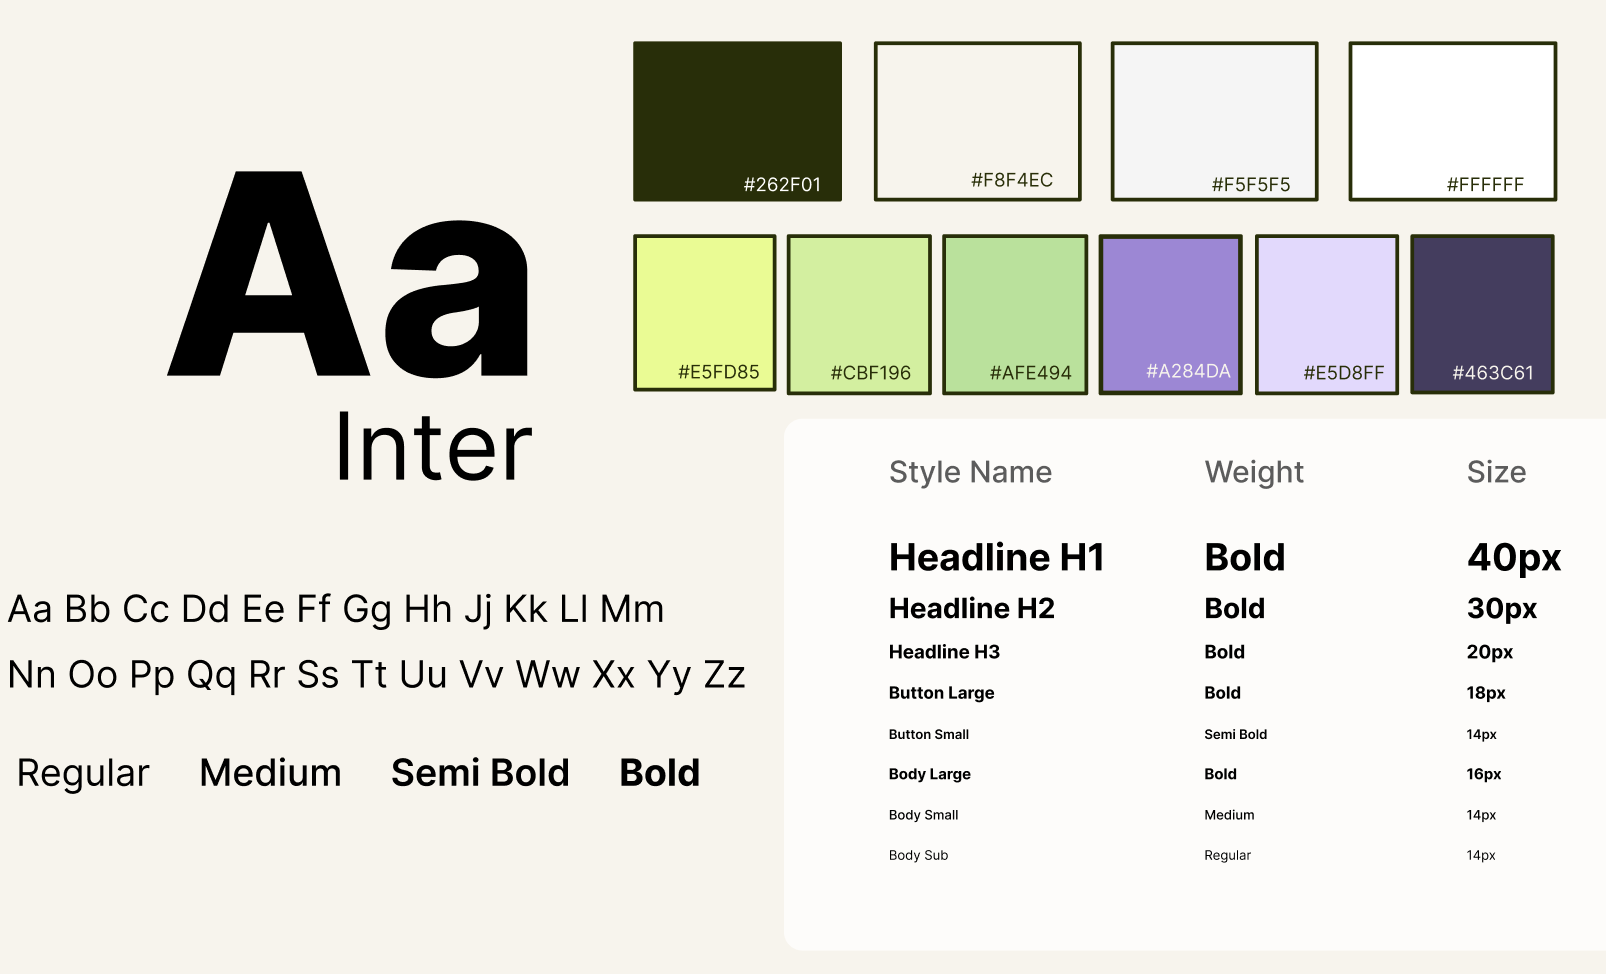 Aa
Inter
Aa Bb Cc Dd Ee Ff Gg Hh Jj Kk Ll Mm
Nn Oo Pp Qq Rr Ss Tt Uu Vv Ww Xx Yy Zz
Regular Medium Semi Bold Bold
#262F01 #F8F4EC #F5F5F5 #FFFFFF
#E5FD85 #CBF196 #AFE494 #A284DA #E5D8FF #463C61
Style Name Weight Size
Headline H1 Bold 40px
Headline H2 Bold 30px
Headline H3 Bold 20px
Button Large Bold 18px
Button Small Semi Bold 14px
Body Large Bold 16px
Body Small Medium 14px
Body Sub Regular 14px